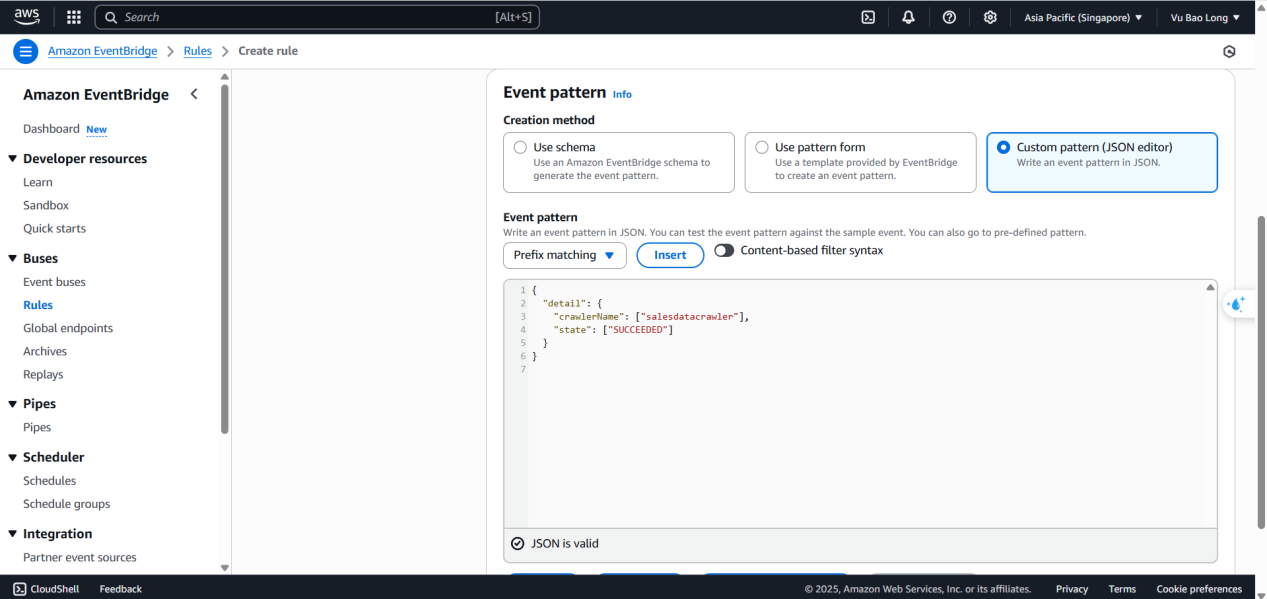 aws
Search [Alt+S]
Asia Pacific (Singapore) ▼
Vu Bao Long ▼
Amazon EventBridge > Rules > Create rule
Amazon EventBridge
Dashboard New
Developer resources
Learn
Sandbox
Quick starts
Buses
Event buses
Rules
Global endpoints
Archives
Replays
Pipes
Pipes
Scheduler
Schedules
Schedule groups
Integration
Partner event sources
Event pattern Info
Creation method
Use schema
Use an Amazon EventBridge schema to
generate the event pattern.
Use pattern form
Use a template provided by EventBridge
to create an event pattern.
Custom pattern (JSON editor)
Write an event pattern in JSON.
Event pattern
Write an event pattern in JSON. You can test the event pattern against the sample event. You can also go to pre-defined pattern.
Prefix matching ▼ Insert Content-based filter syntax
1 {
2 "detail": {
3 "crawlerName": ["salesdatacrawler"],
4 "state": ["SUCCEEDED"]
5 }
6 }
7
JSON is valid
CloudShell Feedback © 2025, Amazon Web Services, Inc. or its affiliates. Privacy Terms Cookie preferences